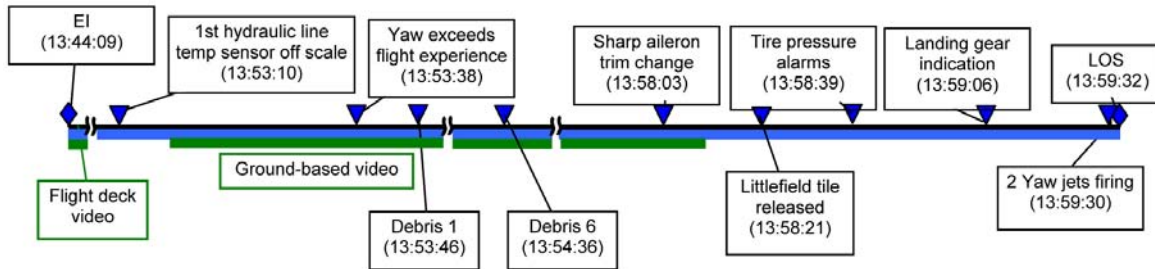 EI
(13:44:09)
1st hydraulic line
temp sensor off scale
(13:53:10)
Yaw exceeds
flight experience
(13:53:38)
Sharp aileron
trim change
(13:58:03)
Tire pressure
alarms
(13:58:39)
Landing gear
indication
(13:59:06)
LOS
(13:59:32)
Flight deck
video
Ground-based video
Debris 1
(13:53:46)
Debris 6
(13:54:36)
Littlefield tile
released
(13:58:21)
2 Yaw jets firing
(13:59:30)